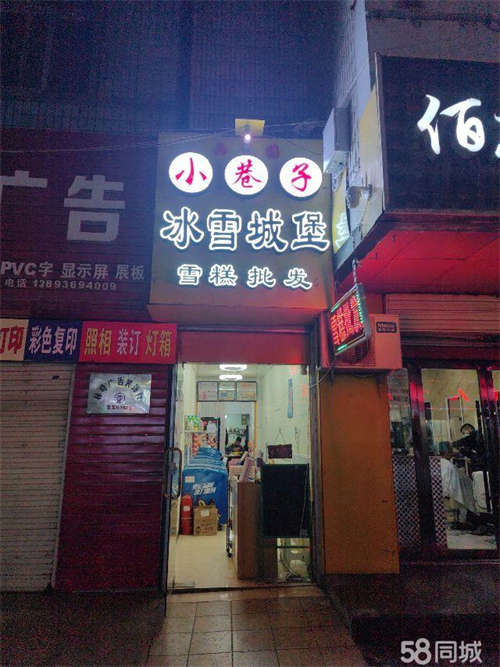 广告
PVC字 显示屏 展板
电话 13893694009
打印 彩色复印 照相 装订 灯箱
小巷子
冰雪城堡
雪糕批发
佰
58同城